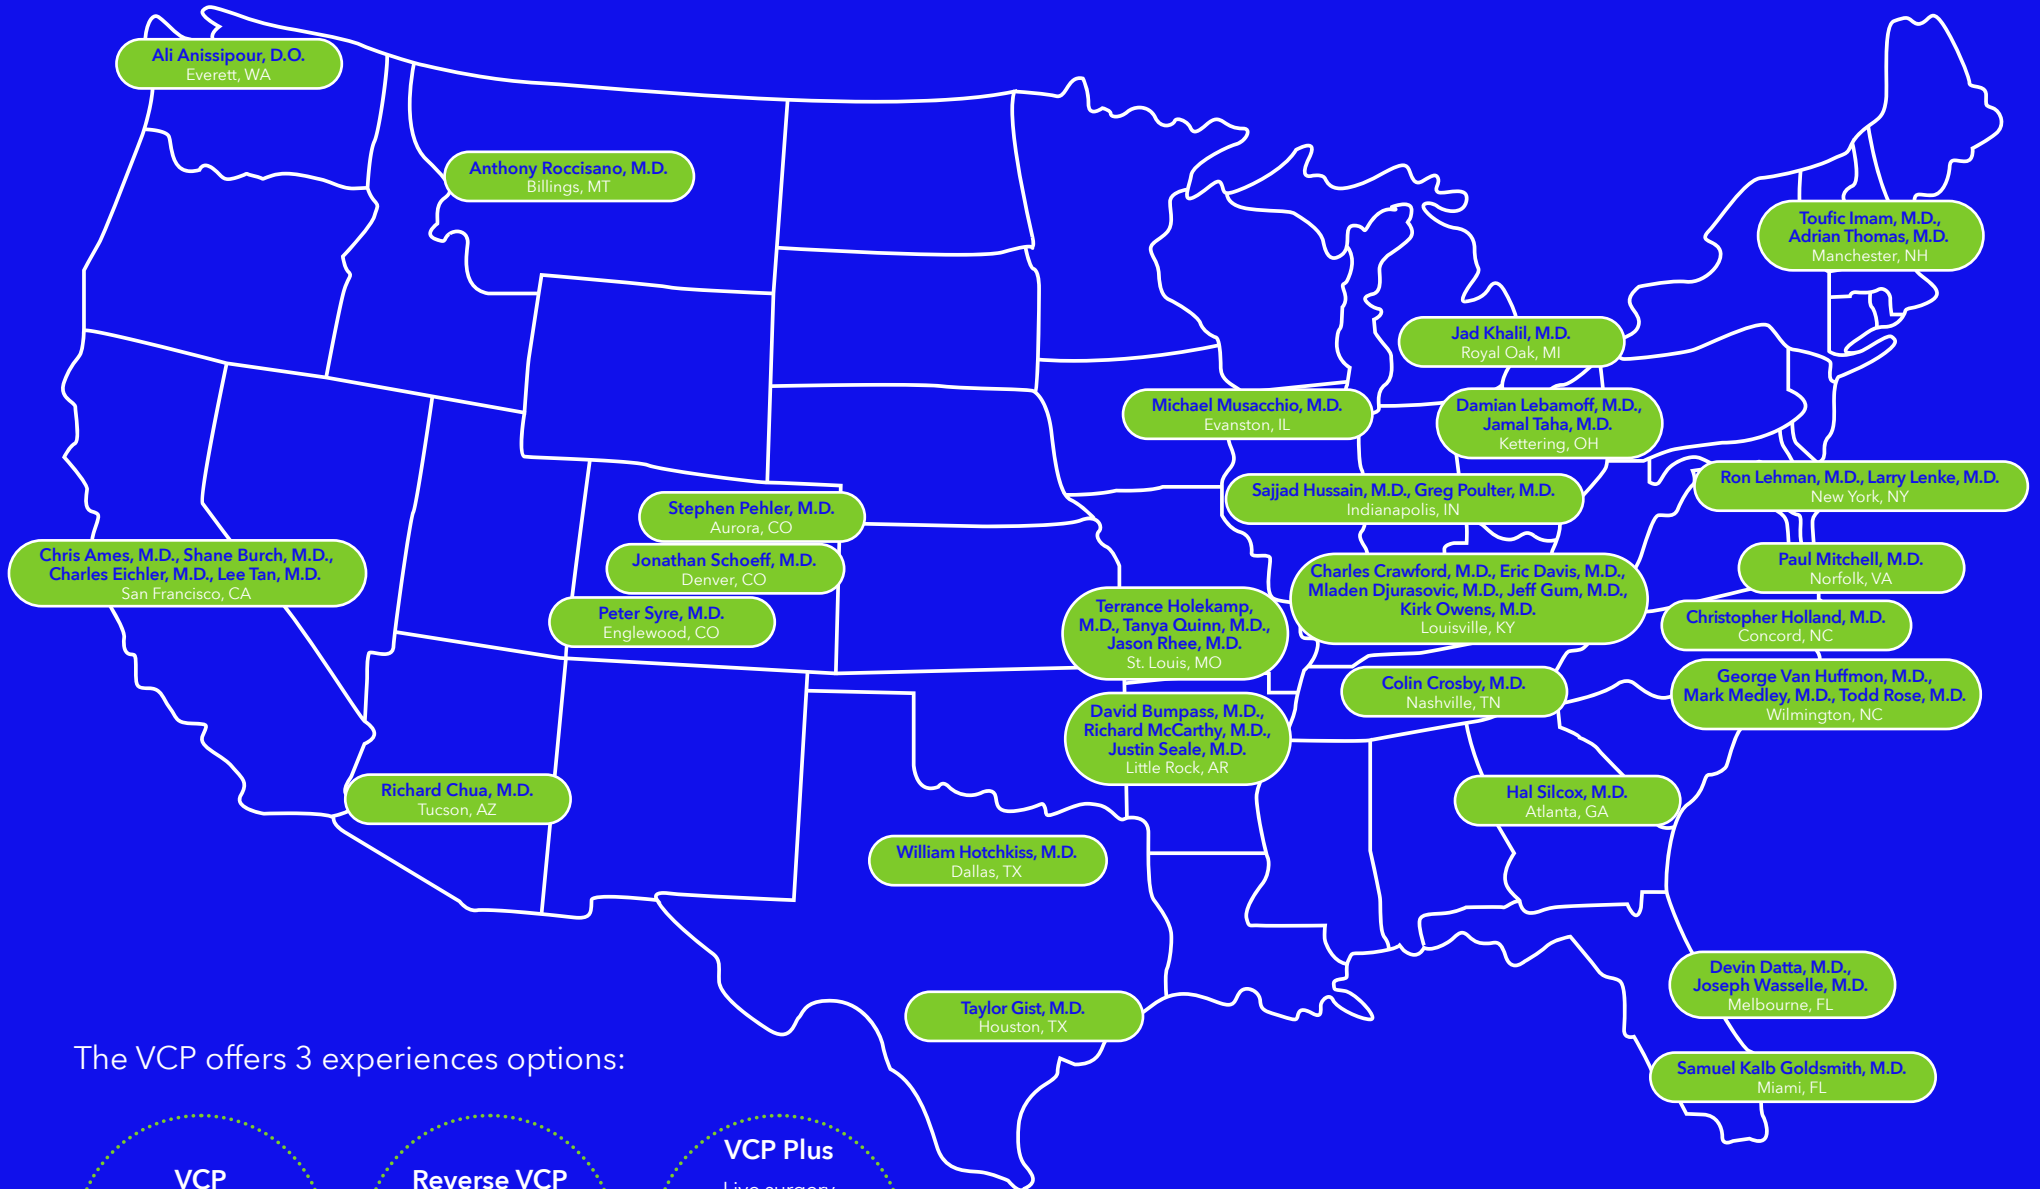 Ali Anissipour, D.O.
Everett, WA
Anthony Roccisano, M.D.
Billings, MT
Toufic Imam, M.D.,
Adrian Thomas, M.D.
Manchester, NH
Jad Khalil, M.D.
Royal Oak, MI
Michael Musacchio, M.D.
Evanston, IL
Damian Lebamoff, M.D.,
Jamal Taha, M.D.
Kettering, OH
Ron Lehman, M.D., Larry Lenke, M.D.
New York, NY
Sajjad Hussain, M.D., Greg Poulter, M.D.
Indianapolis, IN
Stephen Pehler, M.D.
Aurora, CO
Jonathan Schoeff, M.D.
Denver, CO
Peter Syre, M.D.
Englewood, CO
Chris Ames, M.D., Shane Burch, M.D.,
Charles Eichler, M.D., Lee Tan, M.D.
San Francisco, CA
Paul Mitchell, M.D.
Norfolk, VA
Charles Crawford, M.D., Eric Davis, M.D.,
Mladen Djurasovic, M.D., Jeff Gum, M.D.,
Kirk Owens, M.D.
Louisville, KY
Terrance Holekamp,
M.D., Tanya Quinn, M.D.,
Jason Rhee, M.D.
St. Louis, MO
Christopher Holland, M.D.
Concord, NC
George Van Huffmon, M.D.,
Mark Medley, M.D., Todd Rose, M.D.
Wilmington, NC
Colin Crosby, M.D.
Nashville, TN
David Bumpass, M.D.,
Richard McCarthy, M.D.,
Justin Seale, M.D.
Little Rock, AR
Richard Chua, M.D.
Tucson, AZ
Hal Silcox, M.D.
Atlanta, GA
William Hotchkiss, M.D.
Dallas, TX
Devin Datta, M.D.,
Joseph Wasselle, M.D.
Melbourne, FL
Taylor Gist, M.D.
Houston, TX
Samuel Kalb Goldsmith, M.D.
Miami, FL
The VCP offers 3 experiences options:
VCP
Reverse VCP
VCP Plus
Live surgery